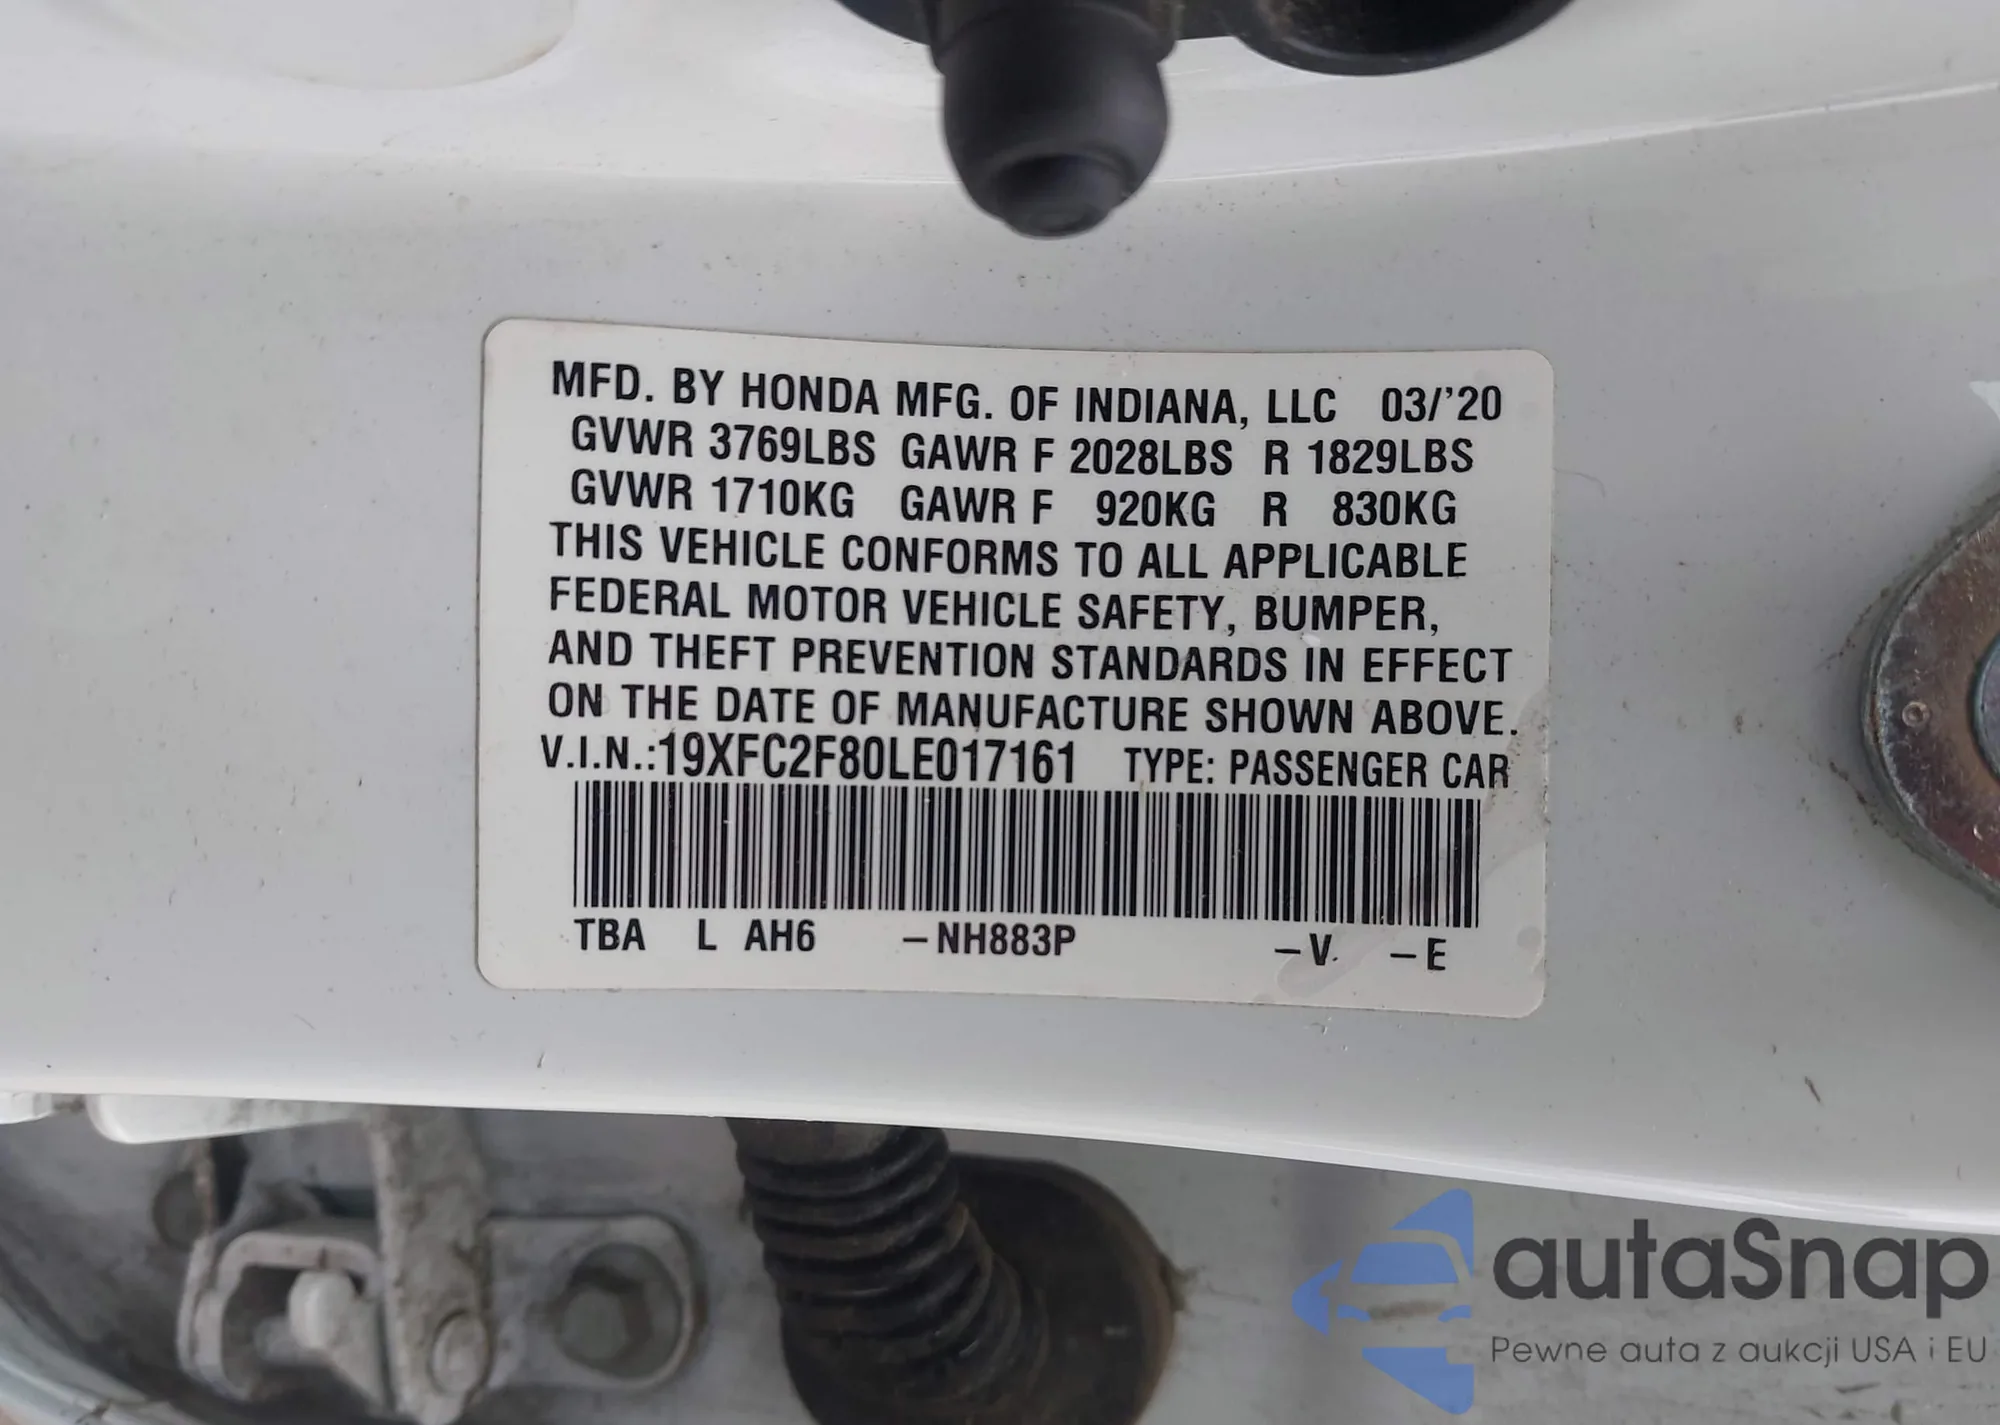 MFD. BY HONDA MFG. OF INDIANA, LLC 03/'20
GVWR 3769LBS GAWR F 2028LBS R 1829LBS
GVWR 1710KG GAWR F 920KG R 830KG
THIS VEHICLE CONFORMS TO ALL APPLICABLE
FEDERAL MOTOR VEHICLE SAFETY, BUMPER,
AND THEFT PREVENTION STANDARDS IN EFFECT
ON THE DATE OF MANUFACTURE SHOWN ABOVE.
V.I.N.:19XFC2F80LE017161 TYPE: PASSENGER CAR
TBA L AH6 –NH883P –V. –E
autaSnap
Pewne auta z aukcji USA i EU